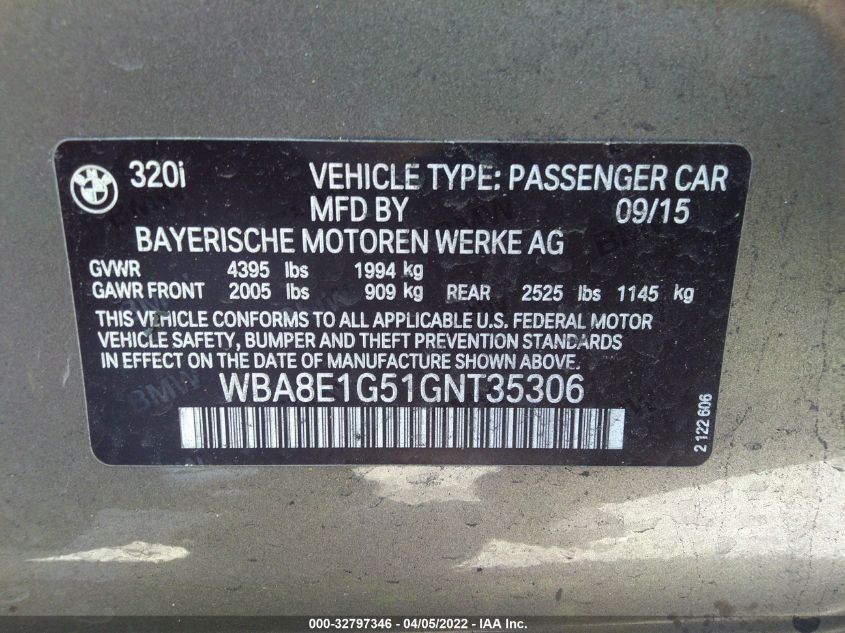 BMW 320i VEHICLE TYPE: PASSENGER CAR
MFD BY 09/15
BAYERISCHE MOTOREN WERKE AG
GVWR 4395 lbs 1994 kg
GAWR FRONT 2005 lbs 909 kg REAR 2525 lbs 1145 kg
THIS VEHICLE CONFORMS TO ALL APPLICABLE U.S. FEDERAL MOTOR
VEHICLE SAFETY, BUMPER AND THEFT PREVENTION STANDARDS
IN EFFECT ON THE DATE OF MANUFACTURE SHOWN ABOVE.
WBA8E1G51GNT35306
2 122 606
000-32797346 - 04/05/2022 - IAA Inc.